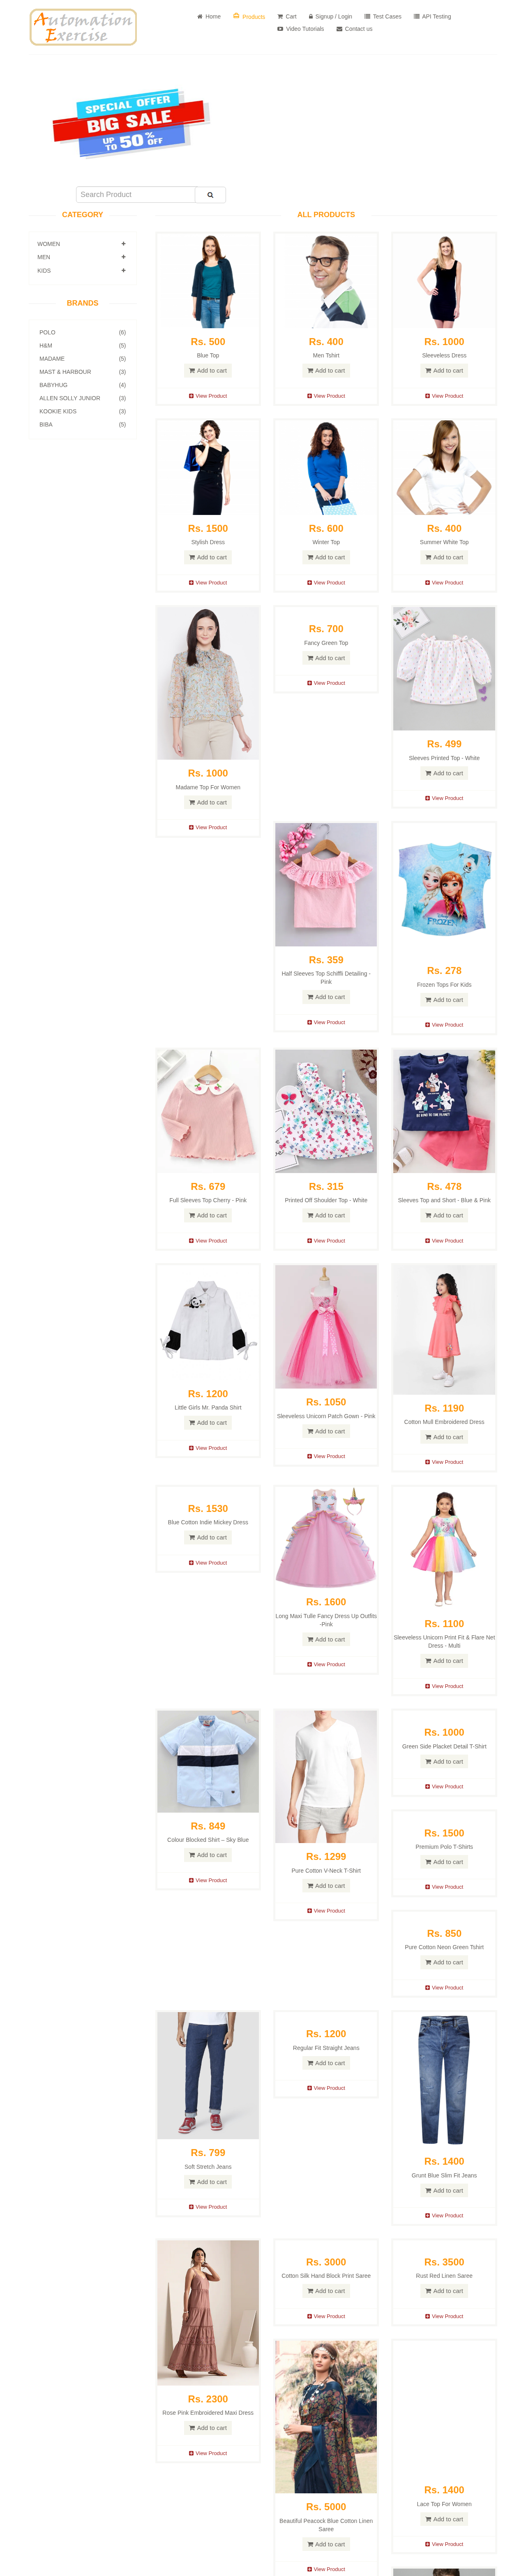 Automation
Exercise
Home
Products
Cart
Signup / Login
Test Cases
API Testing
Video Tutorials
Contact us
SPECIAL OFFER
BIG SALE
UP TO 50% OFF
Search Product
CATEGORY
WOMEN
MEN
KIDS
BRANDS
POLO (6)
H&M (5)
MADAME (5)
MAST & HARBOUR (3)
BABYHUG (4)
ALLEN SOLLY JUNIOR (3)
KOOKIE KIDS (3)
BIBA (5)
ALL PRODUCTS
Rs. 500
Blue Top
Add to cart
View Product
Rs. 400
Men Tshirt
Add to cart
View Product
Rs. 1000
Sleeveless Dress
Add to cart
View Product
Rs. 1500
Stylish Dress
Add to cart
View Product
Rs. 600
Winter Top
Add to cart
View Product
Rs. 400
Summer White Top
Add to cart
View Product
Rs. 1000
Madame Top For Women
Add to cart
View Product
Rs. 700
Fancy Green Top
Add to cart
View Product
Rs. 499
Sleeves Printed Top - White
Add to cart
View Product
Rs. 359
Half Sleeves Top Schiffli Detailing -
Pink
Add to cart
View Product
FROZEN
Rs. 278
Frozen Tops For Kids
Add to cart
View Product
Rs. 679
Full Sleeves Top Cherry - Pink
Add to cart
View Product
Rs. 315
Printed Off Shoulder Top - White
Add to cart
View Product
Rs. 478
Sleeves Top and Short - Blue & Pink
Add to cart
View Product
Rs. 1200
Little Girls Mr. Panda Shirt
Add to cart
View Product
Rs. 1050
Sleeveless Unicorn Patch Gown - Pink
Add to cart
View Product
Rs. 1190
Cotton Mull Embroidered Dress
Add to cart
View Product
Rs. 1530
Blue Cotton Indie Mickey Dress
Add to cart
View Product
Rs. 1600
Long Maxi Tulle Fancy Dress Up Outfits
-Pink
Add to cart
View Product
Rs. 1100
Sleeveless Unicorn Print Fit & Flare Net
Dress - Multi
Add to cart
View Product
Rs. 849
Colour Blocked Shirt – Sky Blue
Add to cart
View Product
Rs. 1299
Pure Cotton V-Neck T-Shirt
Add to cart
View Product
Rs. 1000
Green Side Placket Detail T-Shirt
Add to cart
View Product
Rs. 1500
Premium Polo T-Shirts
Add to cart
View Product
Rs. 850
Pure Cotton Neon Green Tshirt
Add to cart
View Product
Rs. 799
Soft Stretch Jeans
Add to cart
View Product
Rs. 1200
Regular Fit Straight Jeans
Add to cart
View Product
Rs. 1400
Grunt Blue Slim Fit Jeans
Add to cart
View Product
Rs. 2300
Rose Pink Embroidered Maxi Dress
Add to cart
View Product
Rs. 3000
Cotton Silk Hand Block Print Saree
Add to cart
View Product
Rs. 3500
Rust Red Linen Saree
Add to cart
View Product
Rs. 5000
Beautiful Peacock Blue Cotton Linen
Saree
Add to cart
View Product
Rs. 1400
Lace Top For Women
Add to cart
View Product